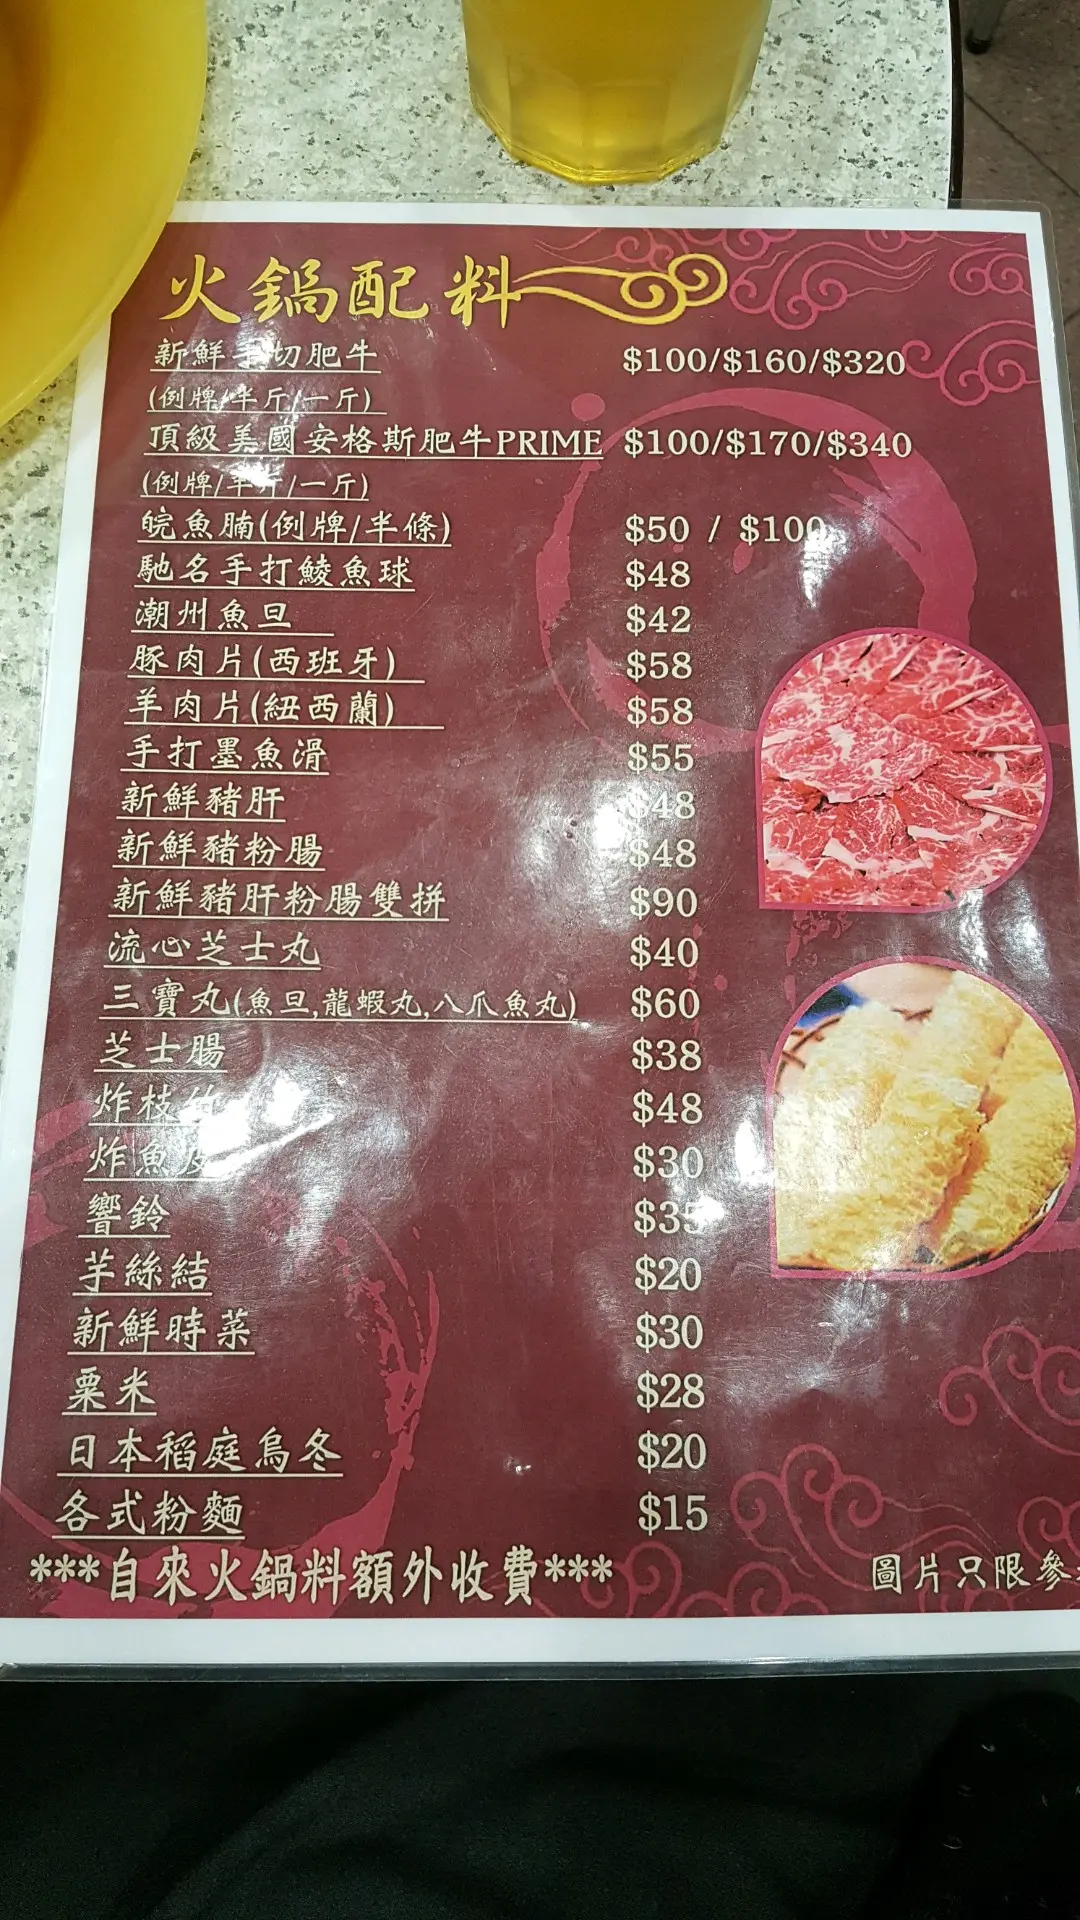 火鍋配料
新鮮手切肥牛 $100/$160/$320
(例牌/半斤/一斤)
頂級美國安格斯肥牛PRIME $100/$170/$340
(例牌/半斤/一斤)
皖魚腩(例牌/半條) $50 / $100
馳名手打鯪魚球 $48
潮州魚旦 $42
豚肉片(西班牙) $58
羊肉片(紐西蘭) $58
手打墨魚滑 $55
新鮮豬肝 $48
新鮮豬粉腸 $48
新鮮豬肝粉腸雙拼 $90
流心芝士丸 $40
三寶丸(魚旦,龍蝦丸,八爪魚丸) $60
芝士腸 $38
炸枝竹 $48
炸魚皮 $30
響鈴 $35
芋絲結 $20
新鮮時菜 $30
粟米 $28
日本稻庭烏冬 $20
各式粉麵 $15
***自來火鍋料額外收費***
圖片只限參